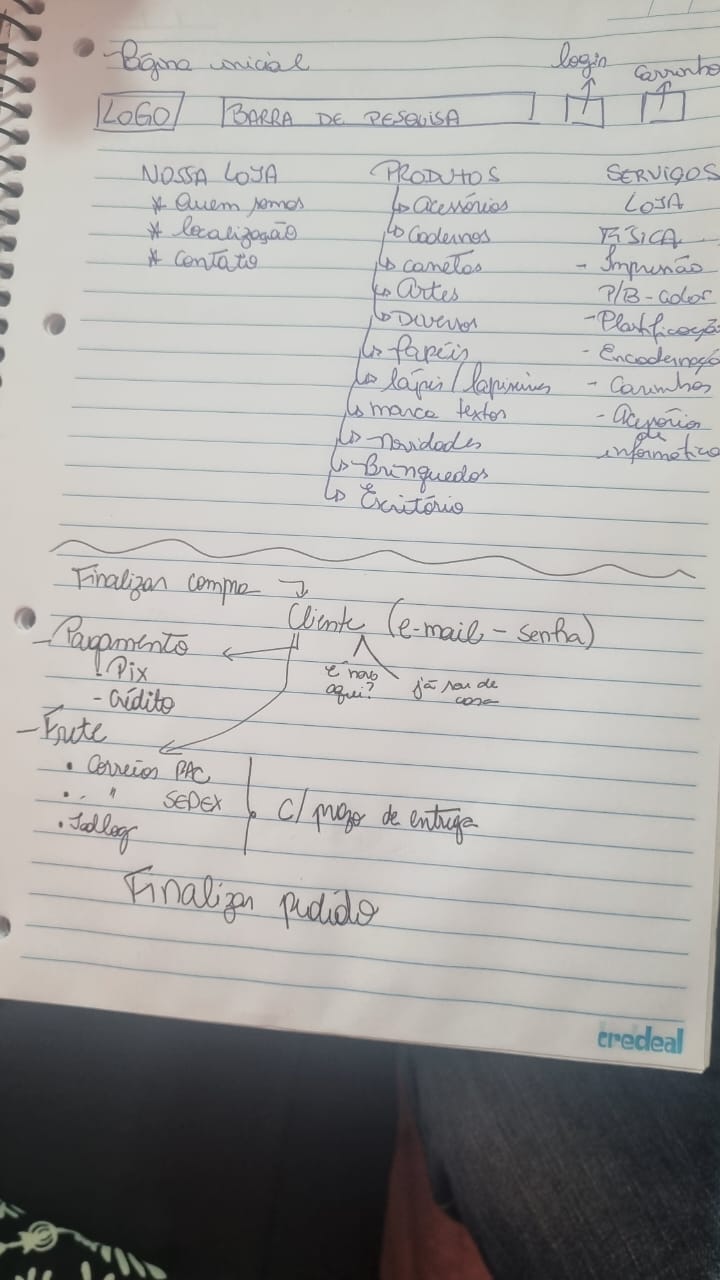 - Página inicial
login
carrinho
LOGO
BARRA DE PESQUISA
NOSSA LOJA
* Quem somos
* localização
* contato
PRODUTOS
↳ Acessórios
↳ Cadernos
↳ canetas
↳ Artes
↳ Diversos
↳ papéis
↳ lápis / lapiseiras
↳ marca textos
↳ novidades
↳ Brinquedos
↳ Escritório
SERVIÇOS
LOJA
FÍSICA
- Impressão
P/B - color
- Plastificação
- Encadernação
- Carimbos
- Acessórios
de
informática
Finalizar compra →
Cliente (e-mail - senha)
é novo
aqui?
já sou de
casa
- Pagamento
- Pix
- Crédito
- Frete
• Correios PAC
• " SEDEX
• Jadlog
c/ prazo de entrega
Finalizar pedido
credeal